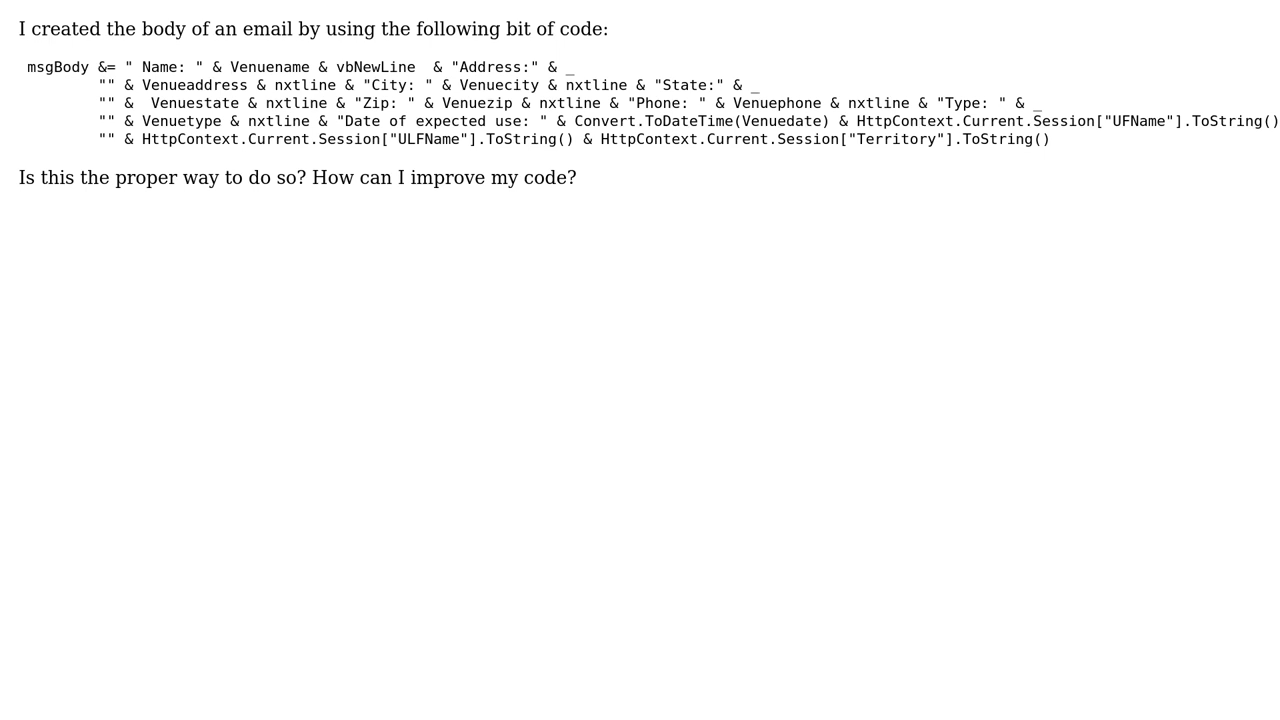 I created the body of an email by using the following bit of code:
msgBody &= " Name: " & Venuename & vbNewLine  & "Address:" & _
"" & Venueaddress & nxtline & "City: " & Venuecity & nxtline & "State:" & _
"" &  Venuestate & nxtline & "Zip: " & Venuezip & nxtline & "Phone: " & Venuephone & nxtline & "Type: " & _
"" & Venuetype & nxtline & "Date of expected use: " & Convert.ToDateTime(Venuedate) & HttpContext.Current.Session["UFName"].ToString()
"" & HttpContext.Current.Session["ULFName"].ToString() & HttpContext.Current.Session["Territory"].ToString()
Is this the proper way to do so? How can I improve my code?